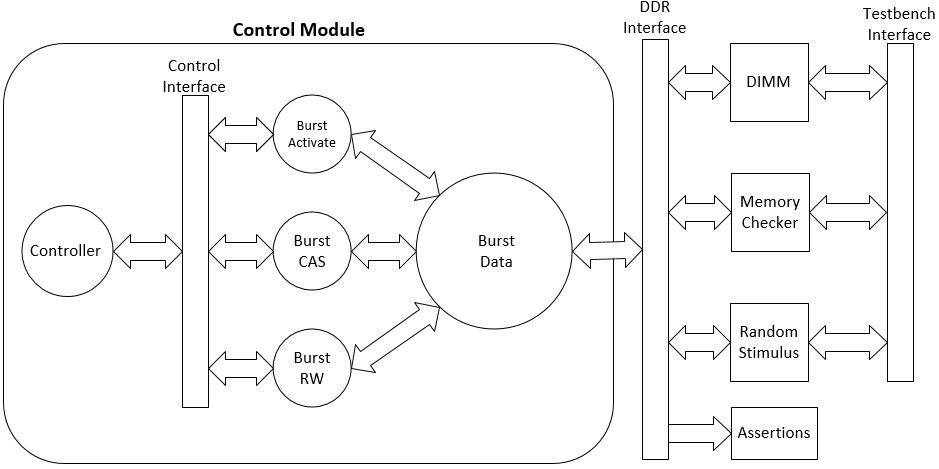 Control Module
Control
Interface
Controller
Burst
Activate
Burst
CAS
Burst
RW
Burst
Data
DDR
Interface
Testbench
Interface
DIMM
Memory
Checker
Random
Stimulus
Assertions